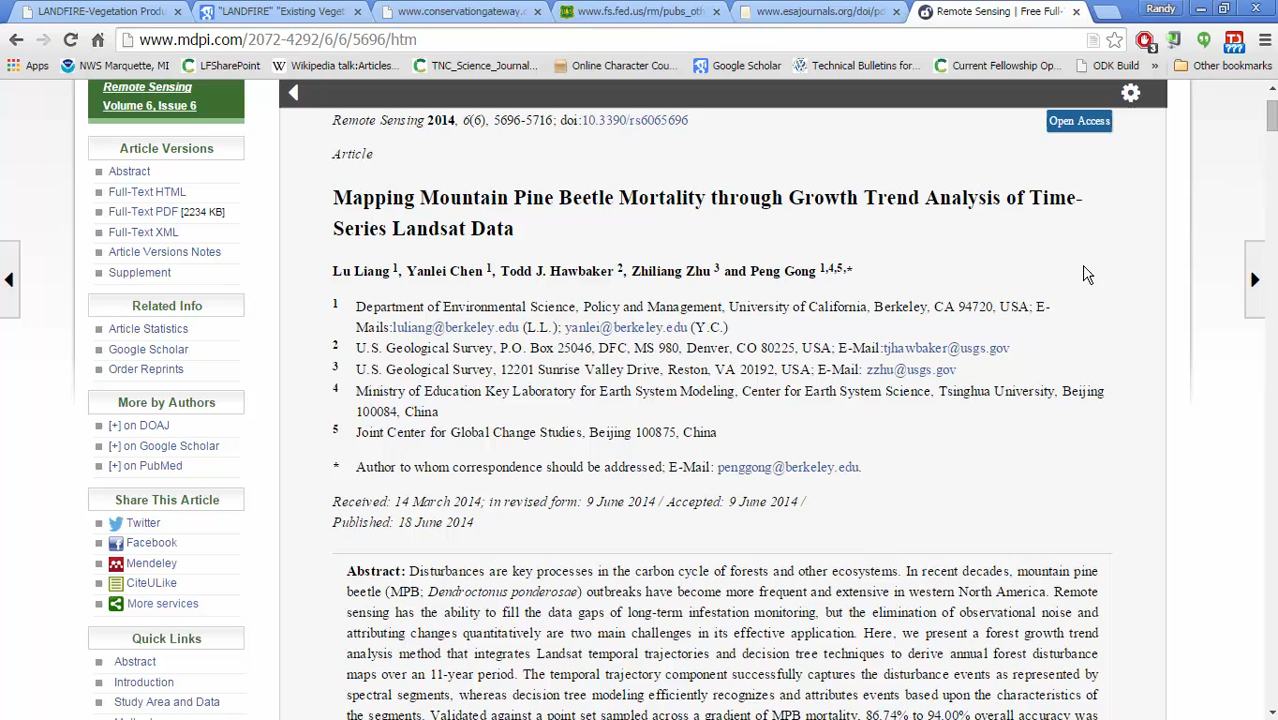 LANDFIRE-Vegetation Produ
"LANDFIRE" "Existing Veget
www.conservationgateway.c
www.fs.fed.us/rm/pubs_ot
www.esajournals.org/doi/pd
Remote Sensing | Free Full-
Randy
www.mdpi.com/2072-4292/6/6/5696/htm
3
Apps
NWS Marquette, MI
LFSharePoint
Wikipedia talk:Articles...
TNC_Science_Journal...
Online Character Cou...
Google Scholar
Technical Bulletins for...
Current Fellowship Op...
ODK Build
»
Other bookmarks
Remote Sensing
Volume 6, Issue 6
Article Versions
Abstract
Full-Text HTML
Full-Text PDF [2234 KB]
Full-Text XML
Article Versions Notes
Supplement
Related Info
Article Statistics
Google Scholar
Order Reprints
More by Authors
[+] on DOAJ
[+] on Google Scholar
[+] on PubMed
Share This Article
Twitter
Facebook
Mendeley
CiteULike
More services
Quick Links
Abstract
Introduction
Study Area and Data
Remote Sensing 2014, 6(6), 5696-5716; doi:10.3390/rs6065696
Open Access
Article
Mapping Mountain Pine Beetle Mortality through Growth Trend Analysis of Time-
Series Landsat Data
Lu Liang 1, Yanlei Chen 1, Todd J. Hawbaker 2, Zhiliang Zhu 3 and Peng Gong 1,4,5,*
1 Department of Environmental Science, Policy and Management, University of California, Berkeley, CA 94720, USA; E-
Mails:luliang@berkeley.edu (L.L.); yanlei@berkeley.edu (Y.C.)
2 U.S. Geological Survey, P.O. Box 25046, DFC, MS 980, Denver, CO 80225, USA; E-Mail:tjhawbaker@usgs.gov
3 U.S. Geological Survey, 12201 Sunrise Valley Drive, Reston, VA 20192, USA; E-Mail: zzhu@usgs.gov
4 Ministry of Education Key Laboratory for Earth System Modeling, Center for Earth System Science, Tsinghua University, Beijing
100084, China
5 Joint Center for Global Change Studies, Beijing 100875, China
* Author to whom correspondence should be addressed; E-Mail: penggong@berkeley.edu.
Received: 14 March 2014; in revised form: 9 June 2014 / Accepted: 9 June 2014 /
Published: 18 June 2014
Abstract: Disturbances are key processes in the carbon cycle of forests and other ecosystems. In recent decades, mountain pine
beetle (MPB; Dendroctonus ponderosae) outbreaks have become more frequent and extensive in western North America. Remote
sensing has the ability to fill the data gaps of long-term infestation monitoring, but the elimination of observational noise and
attributing changes quantitatively are two main challenges in its effective application. Here, we present a forest growth trend
analysis method that integrates Landsat temporal trajectories and decision tree techniques to derive annual forest disturbance
maps over an 11-year period. The temporal trajectory component successfully captures the disturbance events as represented by
spectral segments, whereas decision tree modeling efficiently recognizes and attributes events based upon the characteristics of
the segments. Validated against a point set sampled across a gradient of MPB mortality, 86.74% to 94.00% overall accuracy was